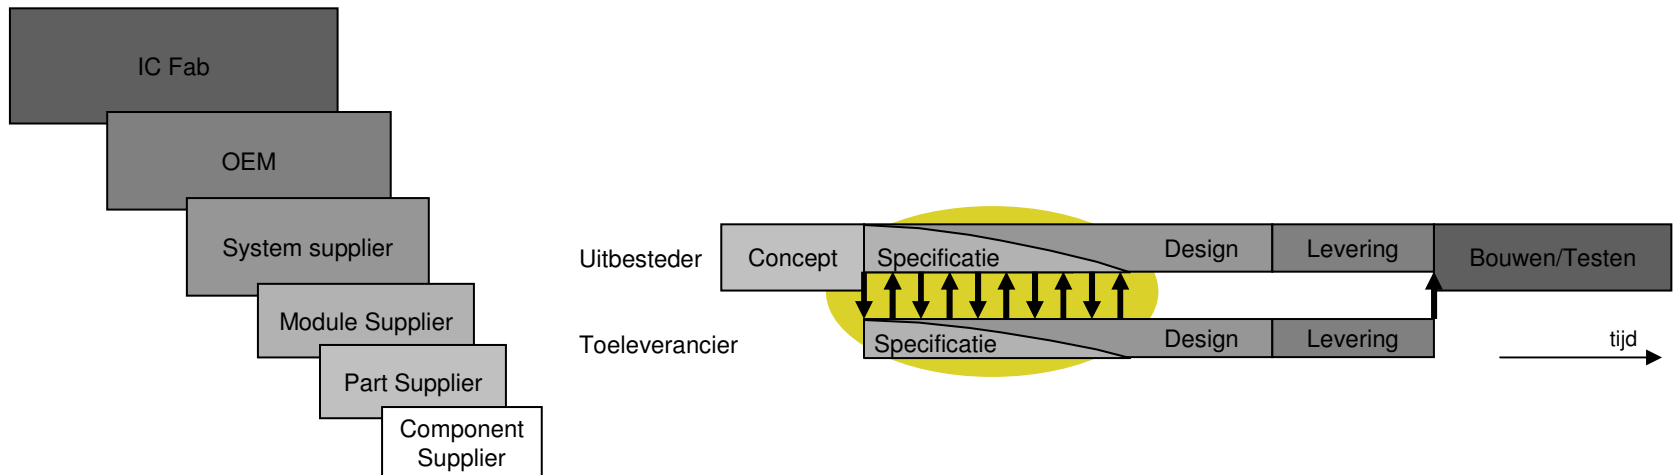 IC Fab
OEM
System supplier
Module Supplier
Part Supplier
Component
Supplier
Uitbesteder
Concept
Specificatie
Design
Levering
Bouwen/Testen
Toeleverancier
Specificatie
Design
Levering
tijd